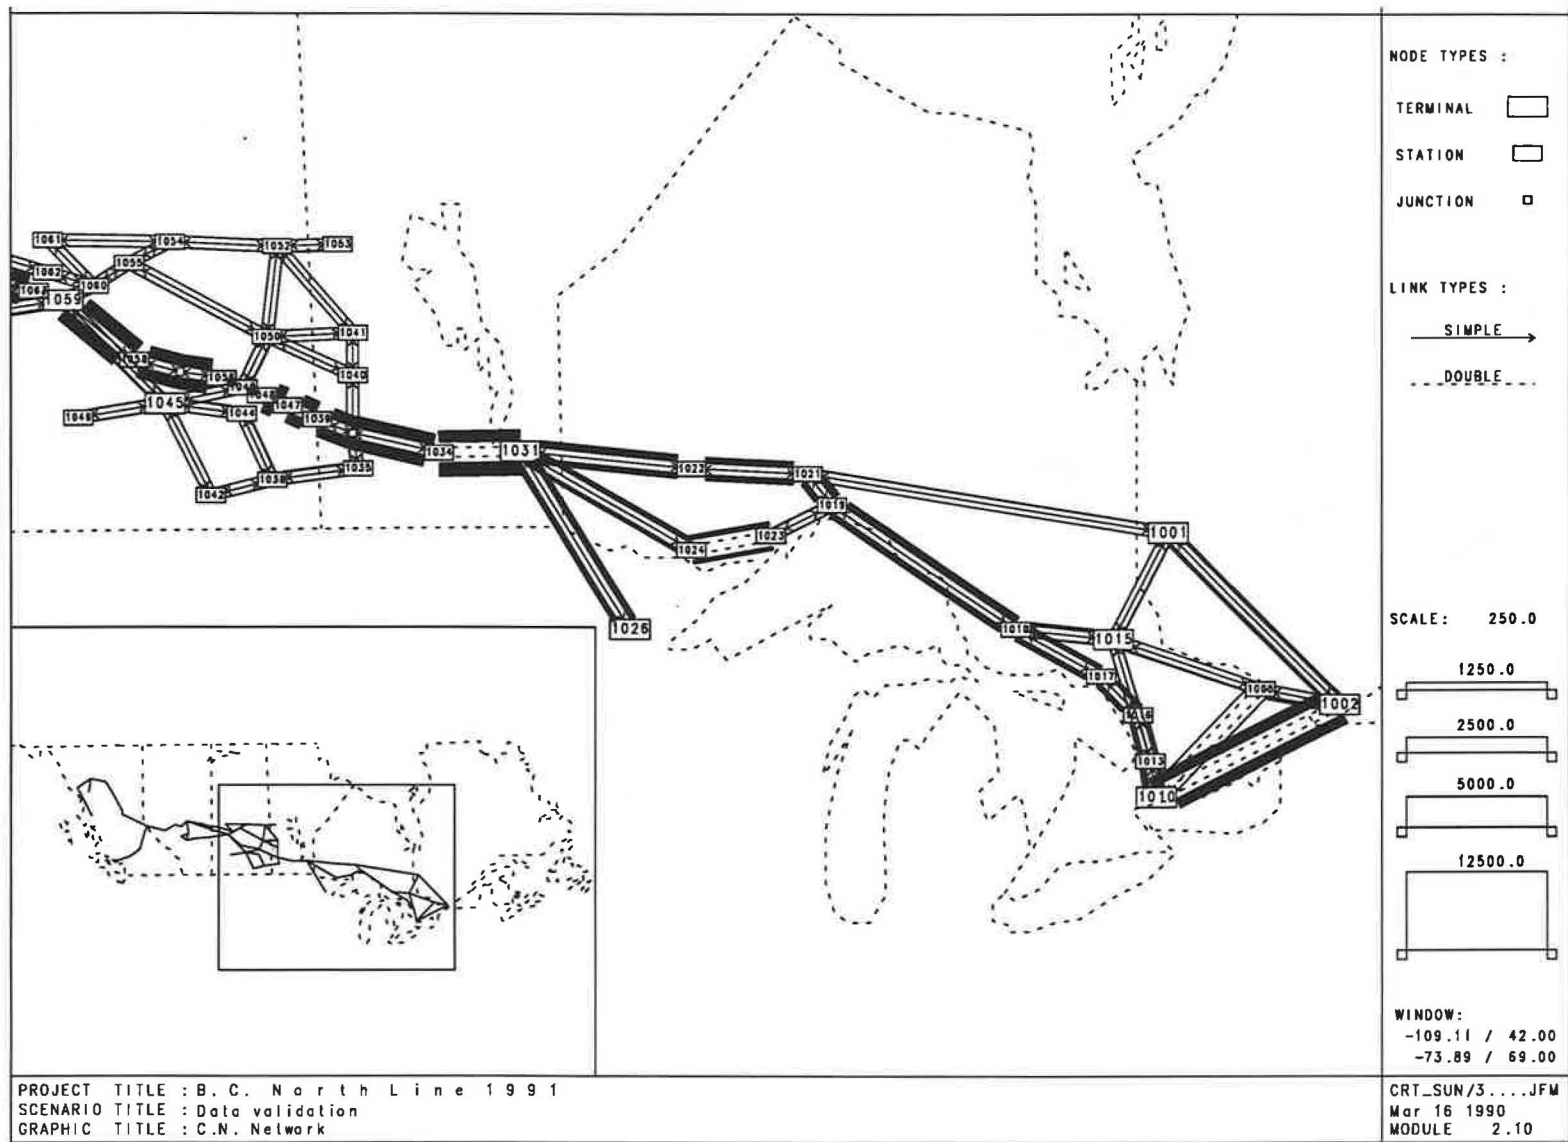 NODE TYPES :
TERMINAL
STATION
JUNCTION
LINK TYPES :
SIMPLE
DOUBLE
SCALE: 250.0
1250.0
2500.0
5000.0
12500.0
WINDOW:
-109.11 / 42.00
-73.89 / 69.00
1061
1054
1052
1053
1055
1062
1060
1059
1050
1041
1058
1040
1045
1048
1047
1044
1039
1034
1031
1035
1038
1042
1022
1021
1019
1023
1024
1026
1001
1015
1017
1002
1013
1010
PROJECT TITLE : B.C. North Line 1991
SCENARIO TITLE : Data validation
GRAPHIC TITLE : C.N. Network
CRT_SUN/3....JFM
Mar 16 1990
MODULE 2.10